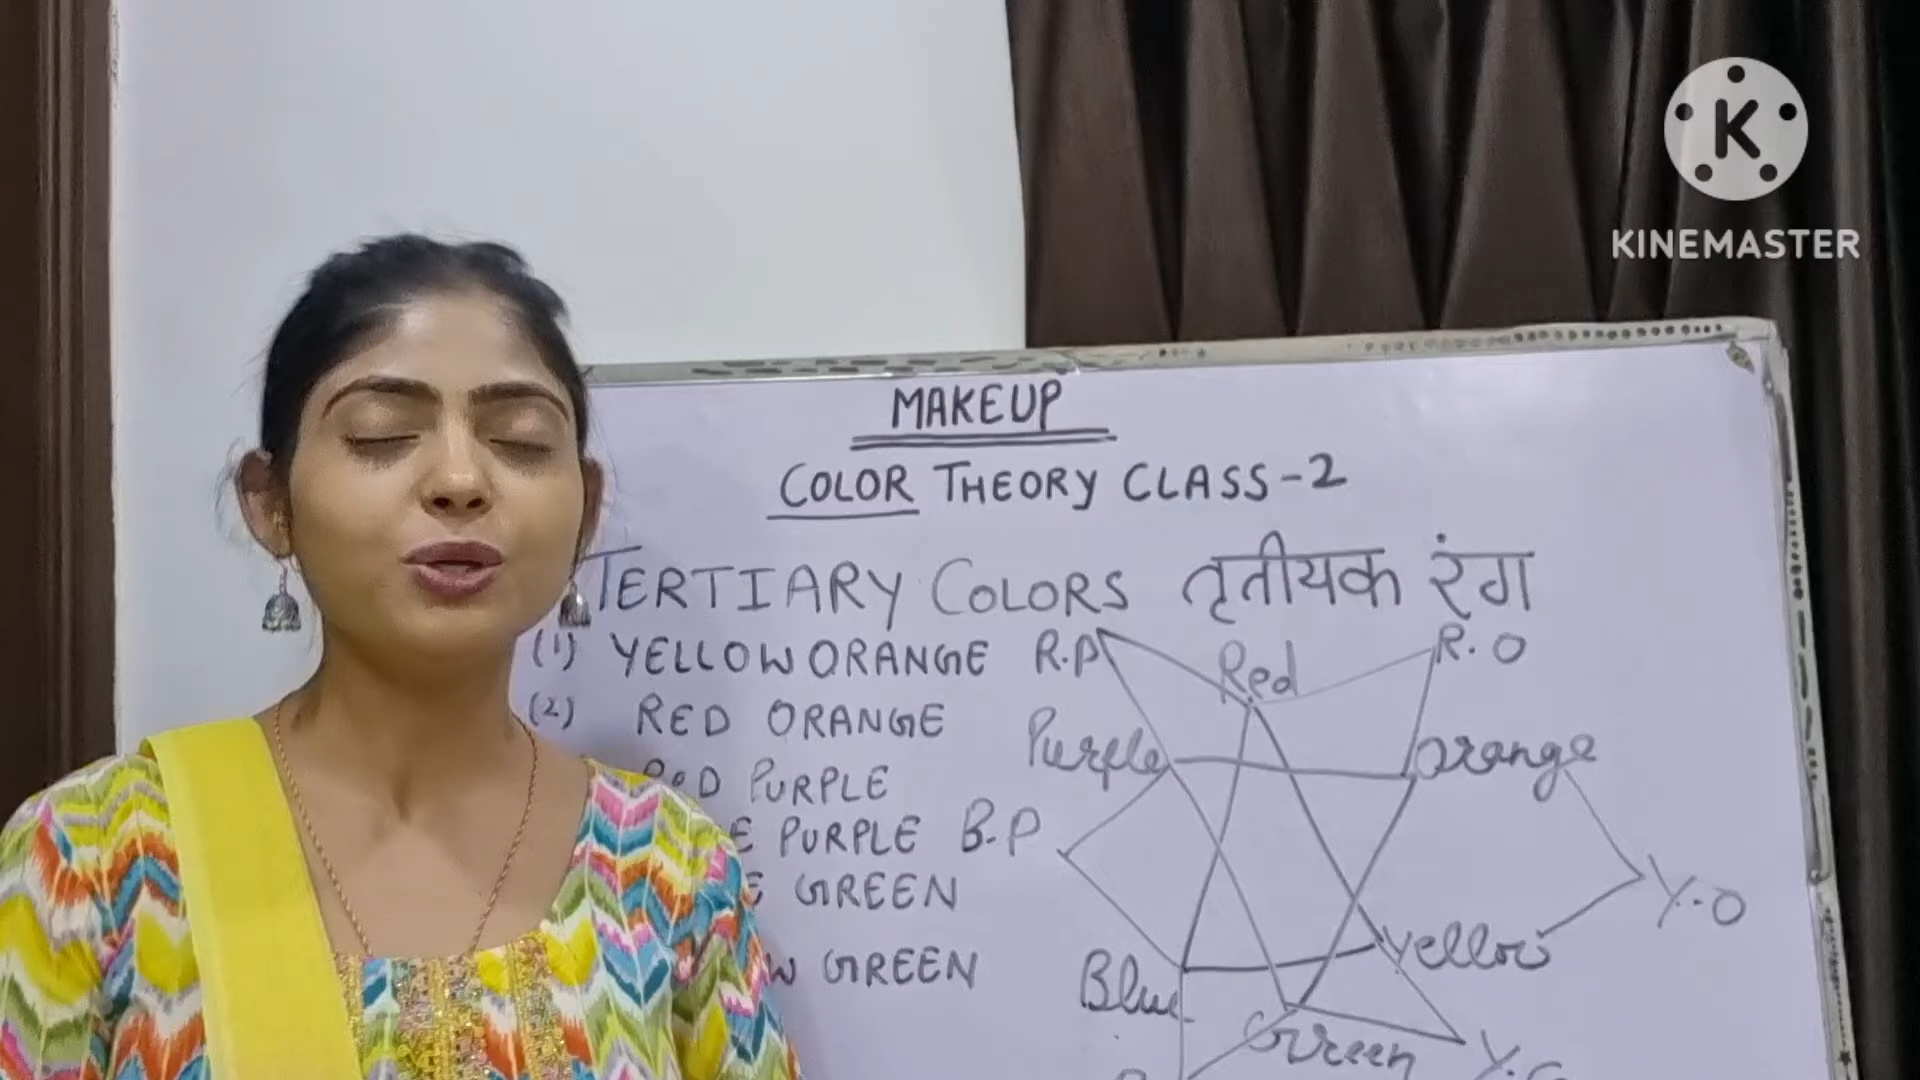 K
KINEMASTER
MAKEUP
COLOR THEORY CLASS-2
TERTIARY COLORS तृतीयक रंग
(1) YELLOW ORANGE
(2) RED ORANGE
RED PURPLE
E PURPLE
E GREEN
W GREEN
R.P
Red
R.O
Purple
Orange
B.P
Y.O
Blue
Yellow
Green